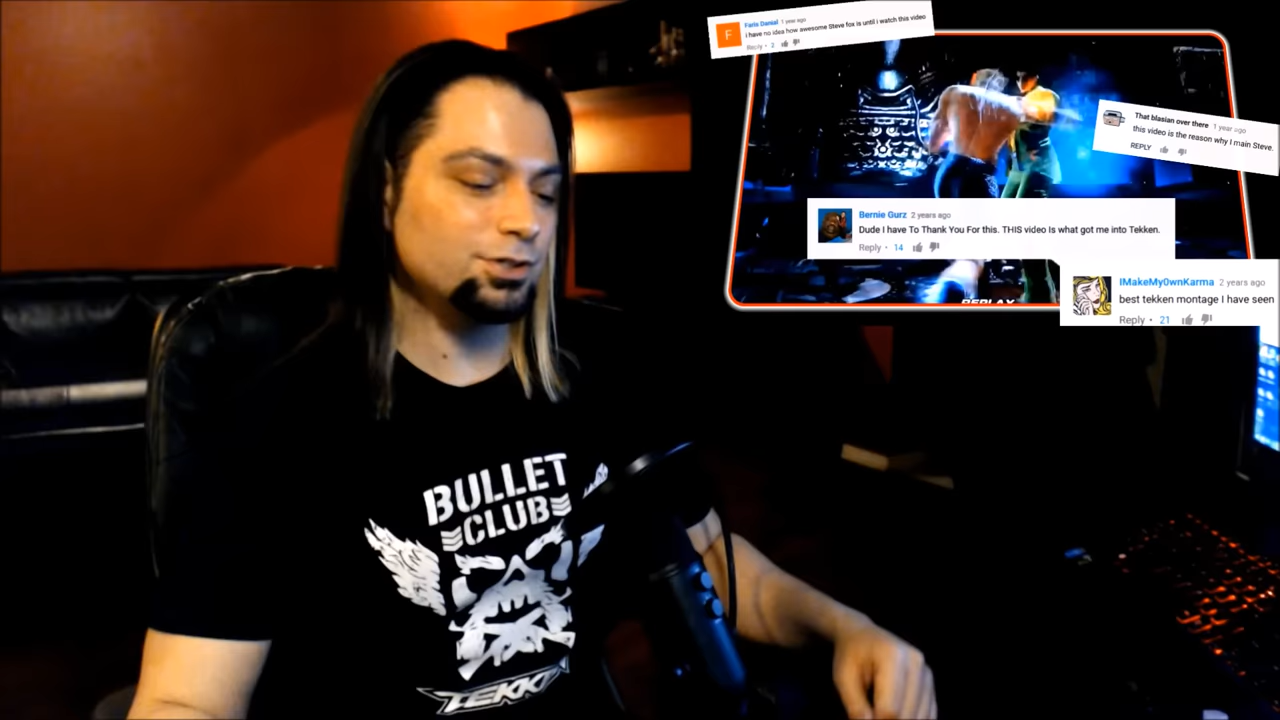 Faris Danial 1 year ago
i have no idea how awesome Steve fox is until i watch this video
Reply • 2
F
That blasian over there 1 year ago
this video is the reason why I main Steve.
REPLY
Bernie Gurz 2 years ago
Dude I have To Thank You For this. THIS video Is what got me into Tekken.
Reply • 14
IMakeMy0wnKarma 2 years ago
best tekken montage I have seen
Reply • 21
REPLAY
BULLET
CLUB
TEKKEN